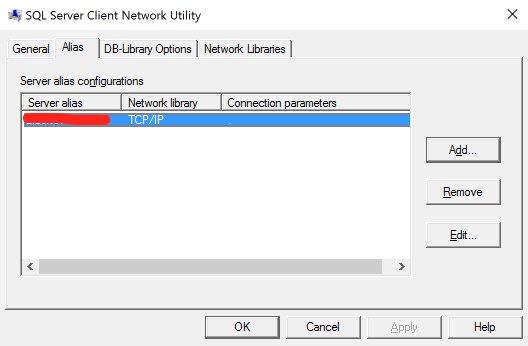 SQL Server Client Network Utility
General Alias DB-Library Options Network Libraries
Server alias configurations
Server alias Network library Connection parameters
TCP/IP .
Add...
Remove
Edit...
OK Cancel Apply Help